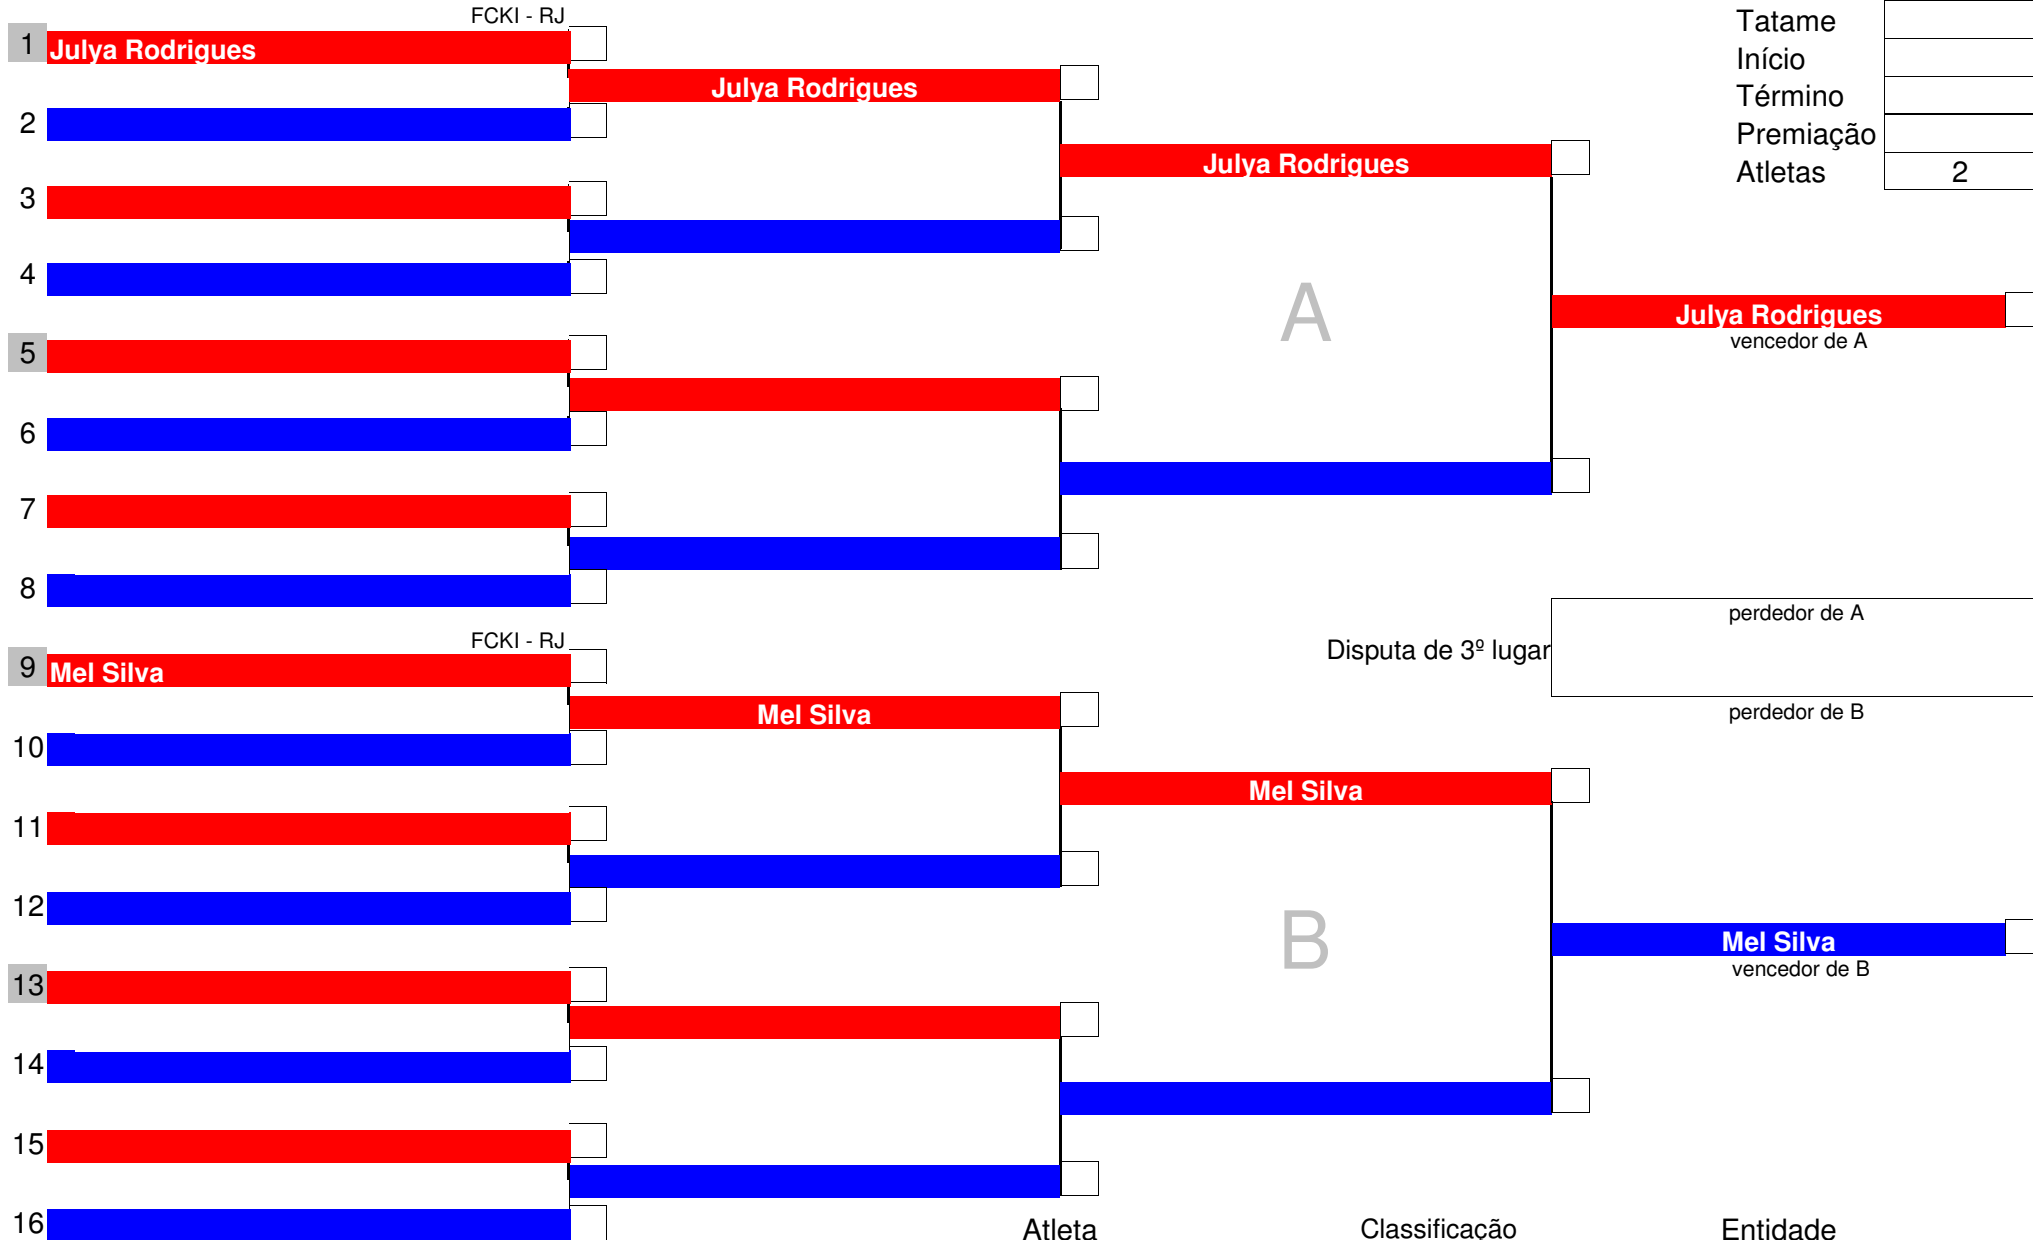 FCKI - RJ
Tatame
1 Julya Rodrigues
Início
Julya Rodrigues
Término
2
Premiação
Julya Rodrigues
Atletas 2
3
4
A
Julya Rodrigues
vencedor de A
5
6
7
8
perdedor de A
FCKI - RJ
Disputa de 3º lugar
9 Mel Silva
perdedor de B
Mel Silva
10
Mel Silva
11
12
B
Mel Silva
vencedor de B
13
14
15
16
Atleta Classificação Entidade